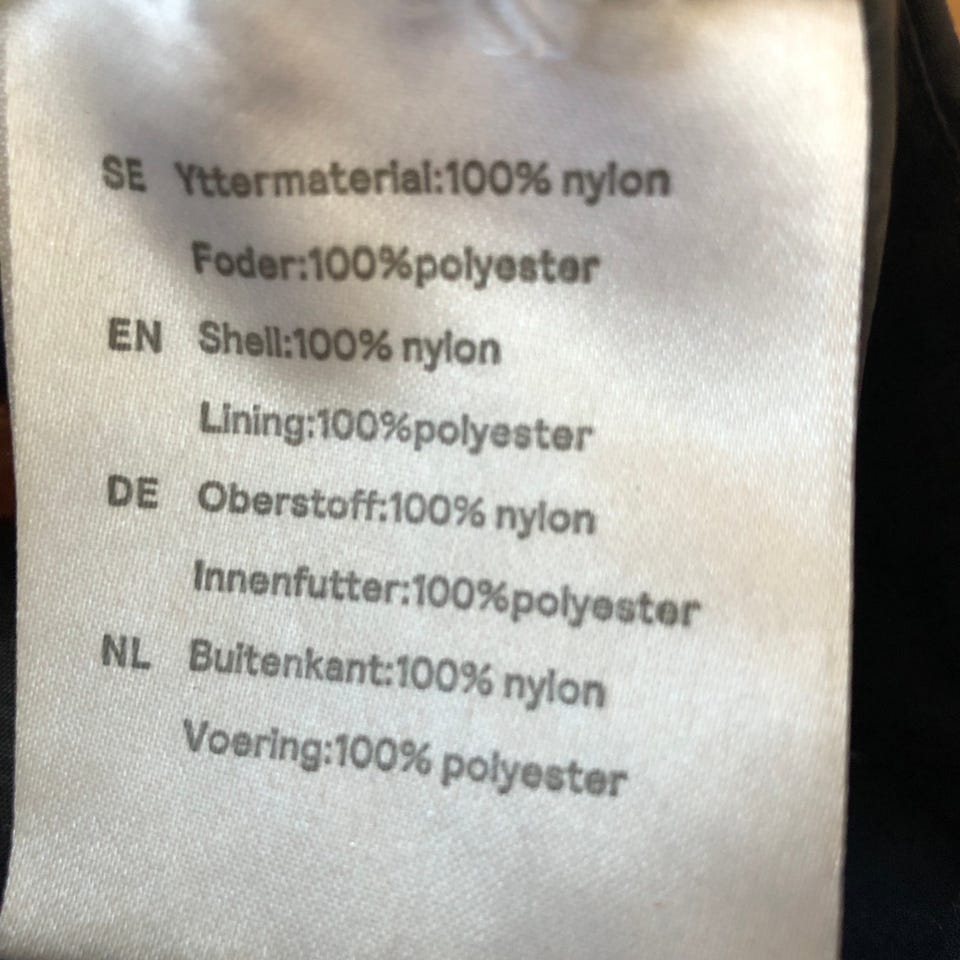 SE Yttermaterial:100% nylon
Foder:100%polyester
EN Shell:100% nylon
Lining:100%polyester
DE Oberstoff:100% nylon
Innenfutter:100%polyester
NL Buitenkant:100% nylon
Voering:100% polyester